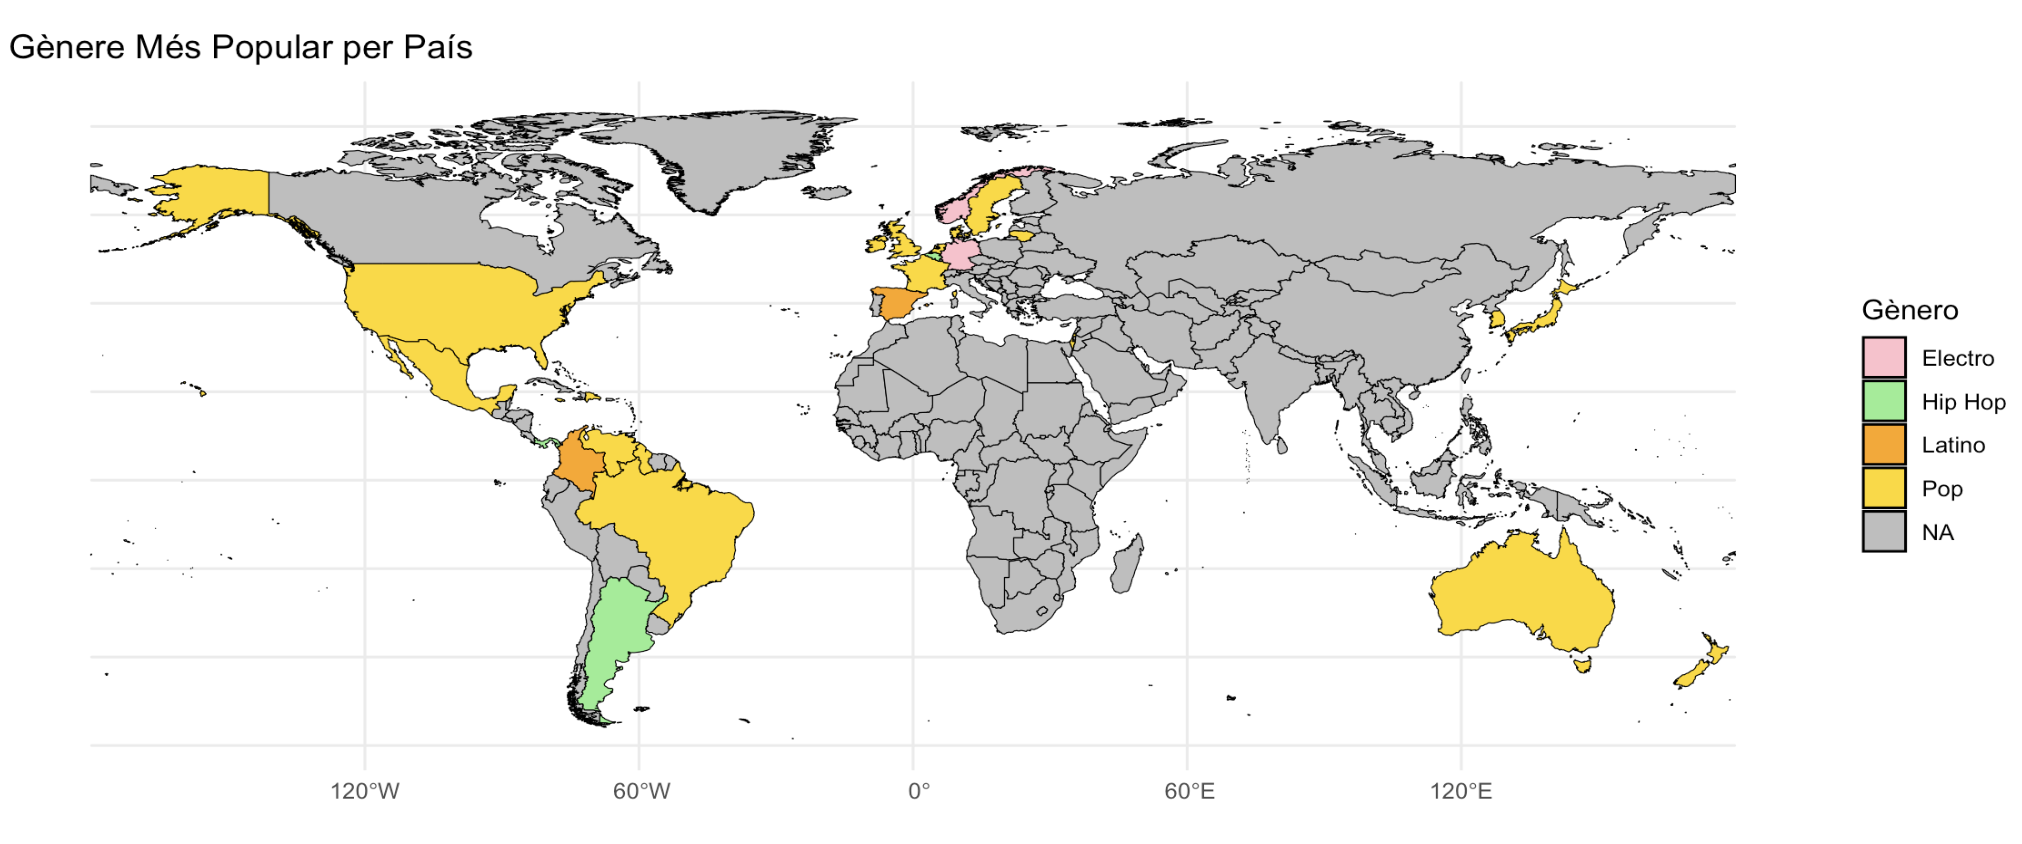 Gènere Més Popular per País
Gènero
Electro
Hip Hop
Latino
Pop
NA
120°W
60°W
0°
60°E
120°E